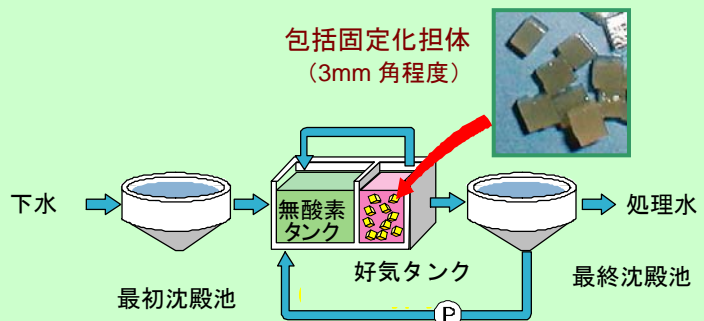 包括固定化担体
（3mm 角程度）
下水
無酸素
タンク
処理水
好気タンク
最終沈殿池
最初沈殿池
P